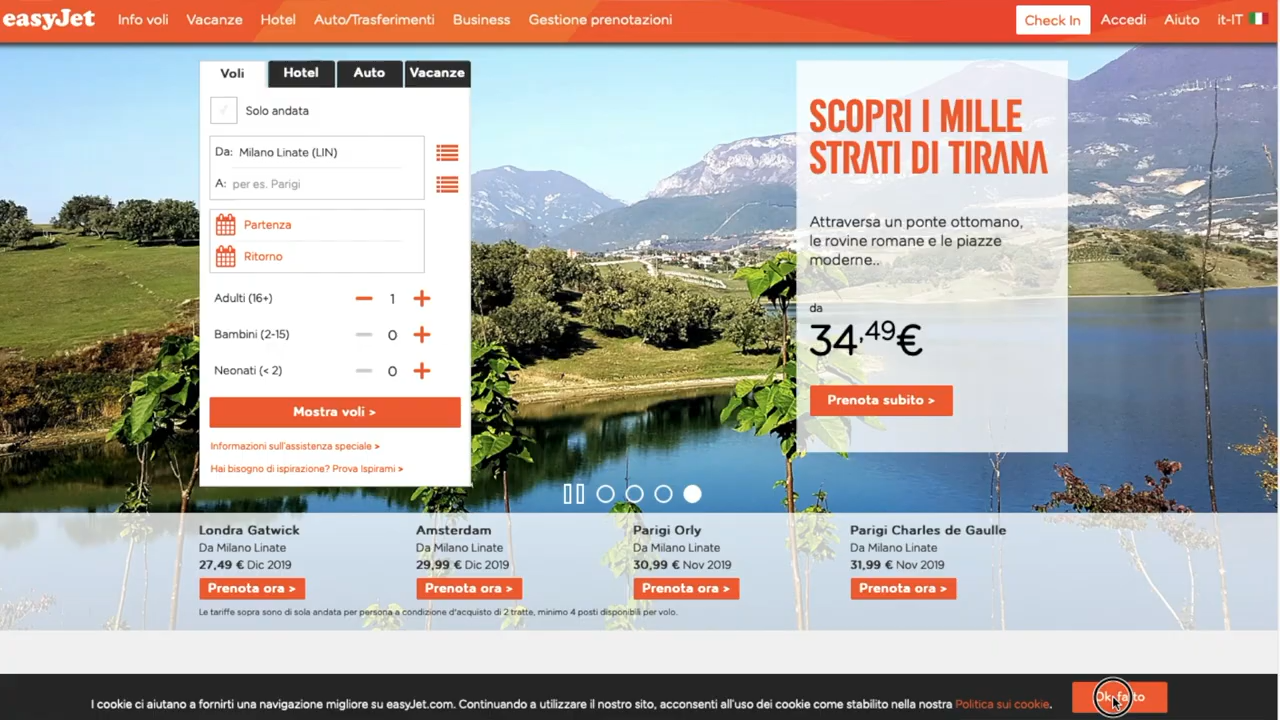 easyJet Info voli Vacanze Hotel Auto/Trasferimenti Business Gestione prenotazioni Check In Accedi Aiuto it-IT
Voli Hotel Auto Vacanze
Solo andata
Da: Milano Linate (LIN)
A: per es. Parigi
Partenza
Ritorno
Adulti (16+) 1
Bambini (2-15) 0
Neonati (< 2) 0
Mostra voli >
Informazioni sull'assistenza speciale >
Hai bisogno di ispirazione? Prova Ispirami >
SCOPRI I MILLE
STRATI DI TIRANA
Attraversa un ponte ottomano,
le rovine romane e le piazze
moderne..
da
34,49€
Prenota subito >
Londra Gatwick Amsterdam Parigi Orly Parigi Charles de Gaulle
Da Milano Linate Da Milano Linate Da Milano Linate Da Milano Linate
27,49 € Dic 2019 29,99 € Dic 2019 30,99 € Nov 2019 31,99 € Nov 2019
Prenota ora > Prenota ora > Prenota ora > Prenota ora >
Le tariffe sopra sono di sola andata per persona a condizione d'acquisto di 2 tratte, minimo 4 posti disponibili per volo.
I cookie ci aiutano a fornirti una navigazione migliore su easyJet.com. Continuando a utilizzare il nostro sito, acconsenti all'uso dei cookie come stabilito nella nostra Politica sui cookie.